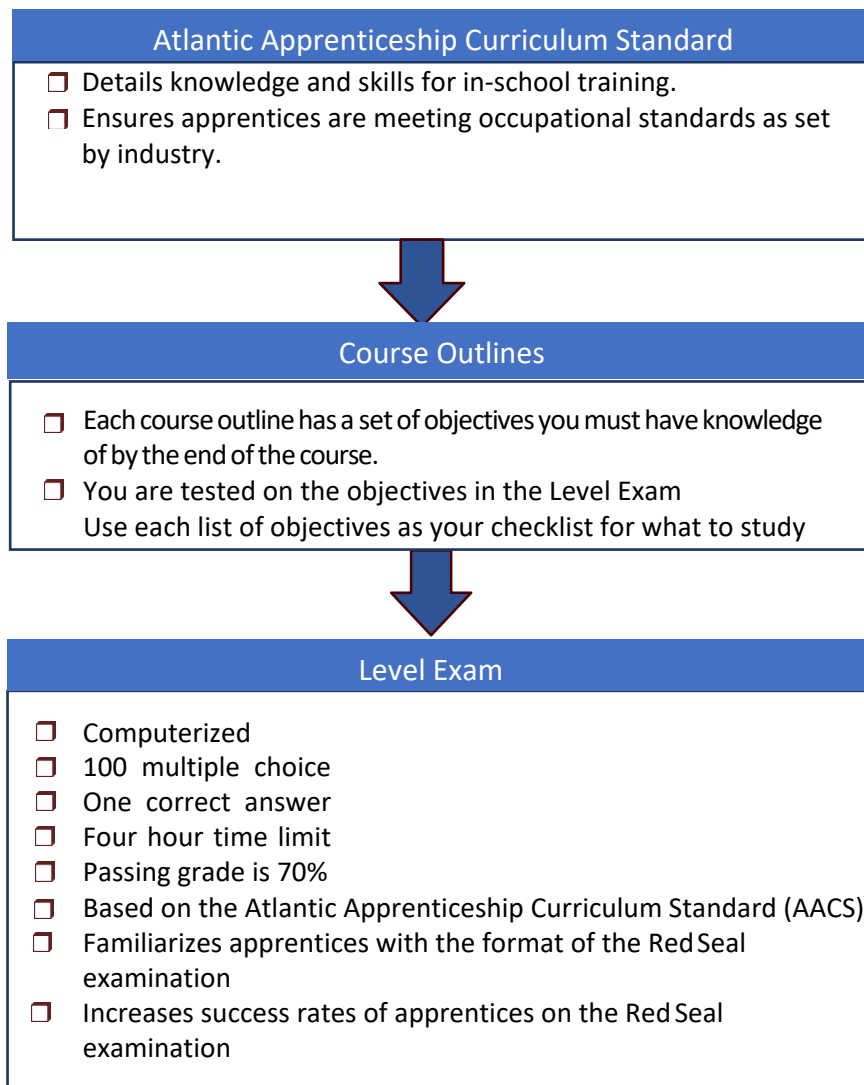 Atlantic Apprenticeship Curriculum Standard
Details knowledge and skills for in-school training.
Ensures apprentices are meeting occupational standards as set
by industry.
Course Outlines
Each course outline has a set of objectives you must have knowledge
of by the end of the course.
You are tested on the objectives in the Level Exam
Use each list of objectives as your checklist for what to study
Level Exam
Computerized
100 multiple choice
One correct answer
Four hour time limit
Passing grade is 70%
Based on the Atlantic Apprenticeship Curriculum Standard (AACS)
Familiarizes apprentices with the format of the Red Seal
examination
Increases success rates of apprentices on the Red Seal
examination